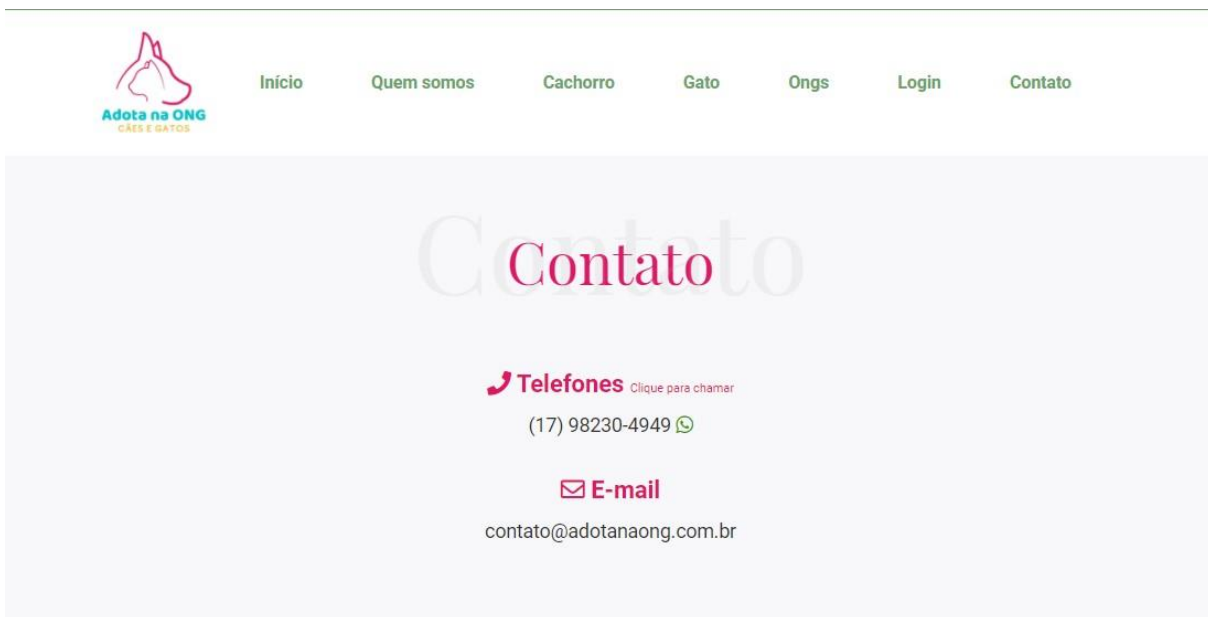 Adota na ONG
CÃES E GATOS
Início Quem somos Cachorro Gato Ongs Login Contato
Contato
Contato
Telefones Clique para chamar
(17) 98230-4949
E-mail
contato@adotanaong.com.br